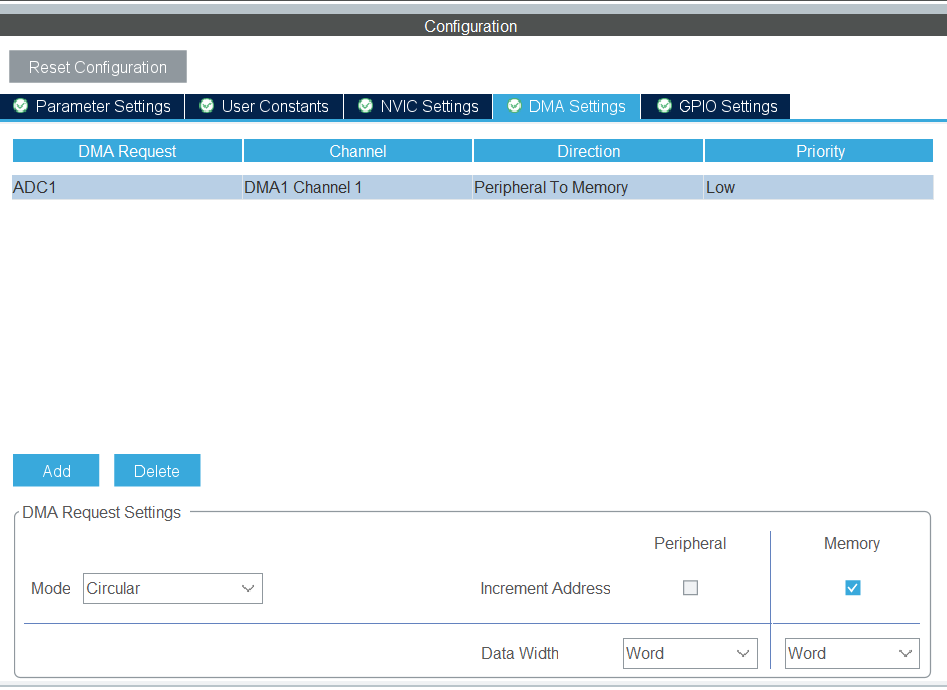 Configuration
Reset Configuration
Parameter Settings User Constants NVIC Settings DMA Settings GPIO Settings
DMA Request Channel Direction Priority
ADC1 DMA1 Channel 1 Peripheral To Memory Low
Add Delete
DMA Request Settings
Peripheral Memory
Mode Circular Increment Address
Data Width Word Word